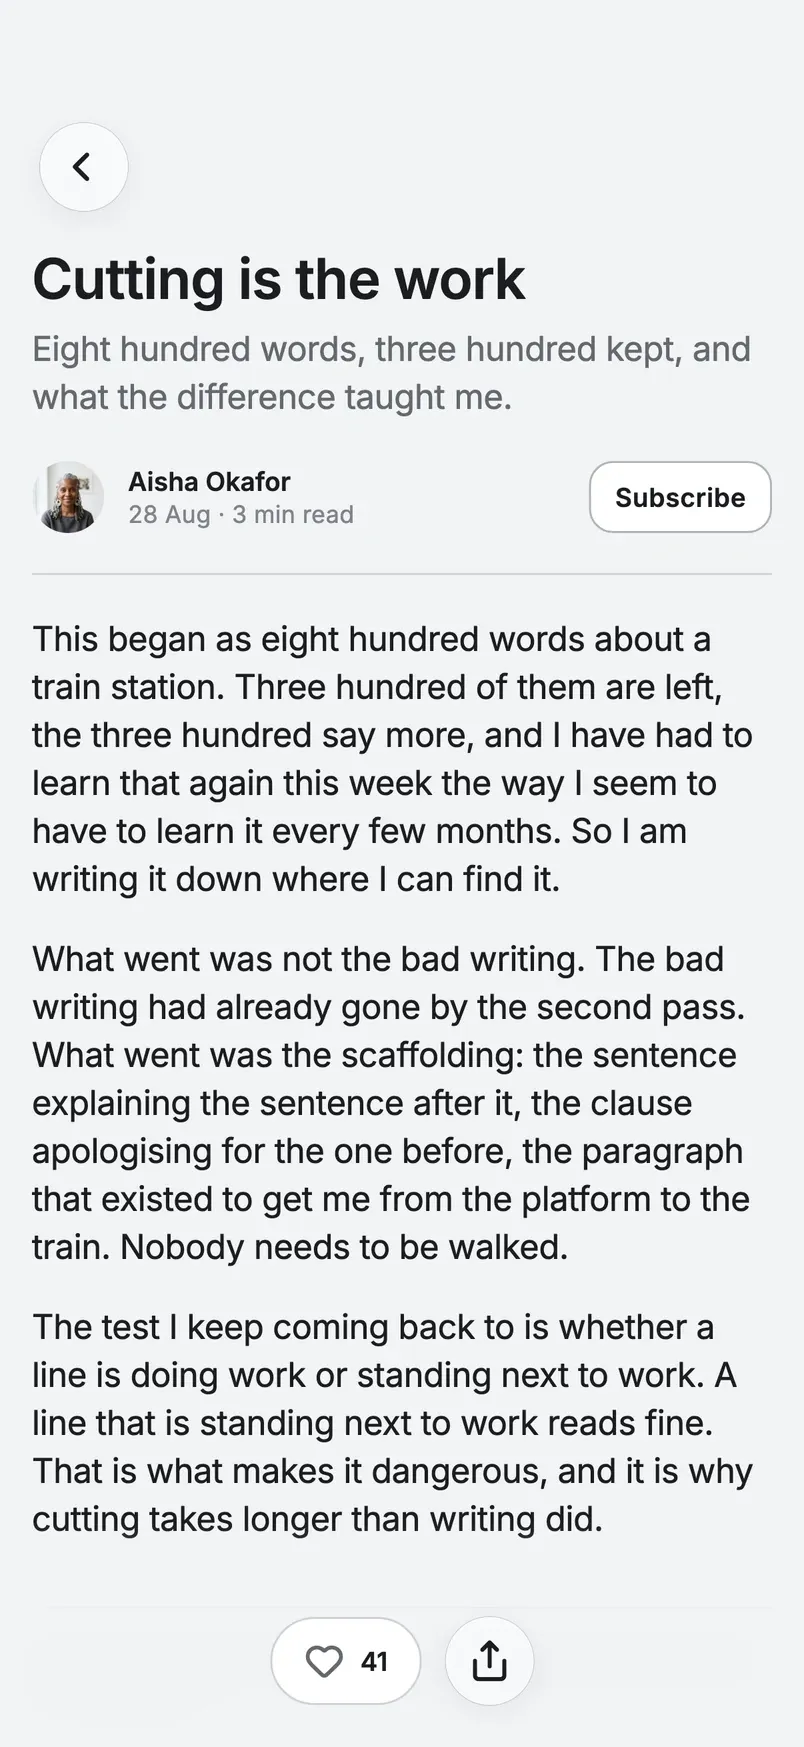 Cutting is the work
Eight hundred words, three hundred kept, and
what the difference taught me.
Aisha Okafor
28 Aug · 3 min read
Subscribe
This began as eight hundred words about a
train station. Three hundred of them are left,
the three hundred say more, and I have had to
learn that again this week the way I seem to
have to learn it every few months. So I am
writing it down where I can find it.
What went was not the bad writing. The bad
writing had already gone by the second pass.
What went was the scaffolding: the sentence
explaining the sentence after it, the clause
apologising for the one before, the paragraph
that existed to get me from the platform to the
train. Nobody needs to be walked.
The test I keep coming back to is whether a
line is doing work or standing next to work. A
line that is standing next to work reads fine.
That is what makes it dangerous, and it is why
cutting takes longer than writing did.
41